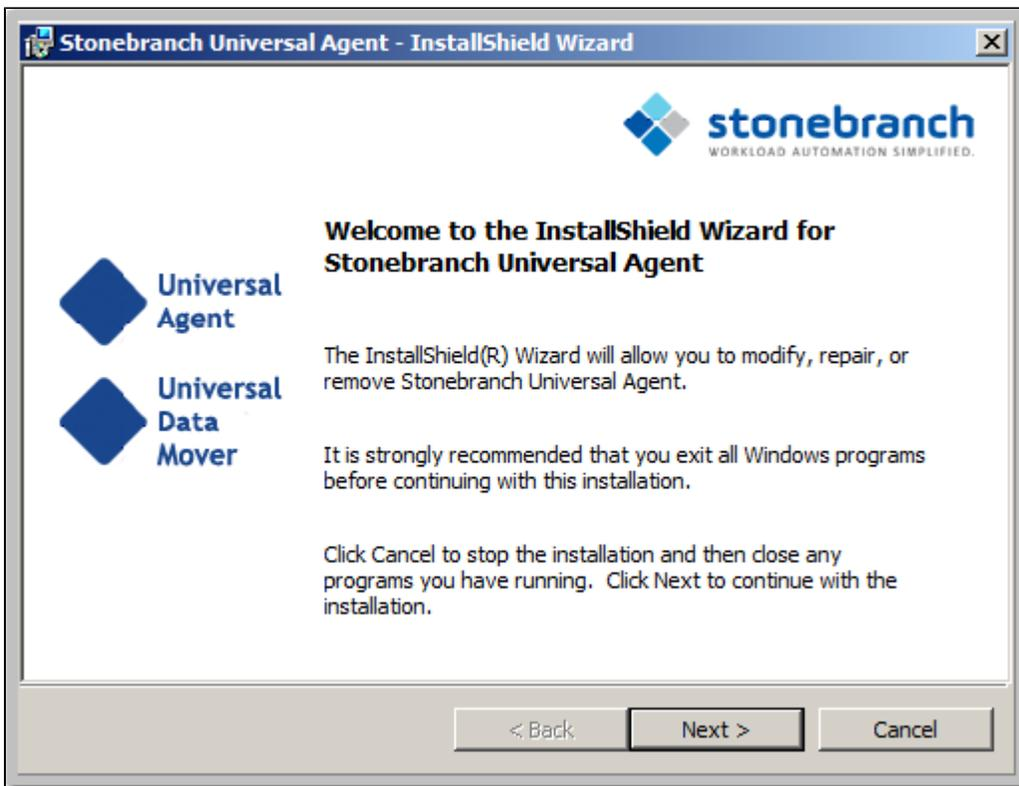 Stonebranch Universal Agent - InstallShield Wizard
stonebranch
WORKLOAD AUTOMATION SIMPLIFIED.
Welcome to the InstallShield Wizard for
Stonebranch Universal Agent
Universal
Agent
Universal
Data
Mover
The InstallShield(R) Wizard will allow you to modify, repair, or
remove Stonebranch Universal Agent.
It is strongly recommended that you exit all Windows programs
before continuing with this installation.
Click Cancel to stop the installation and then close any
programs you have running.  Click Next to continue with the
installation.
< Back
Next >
Cancel